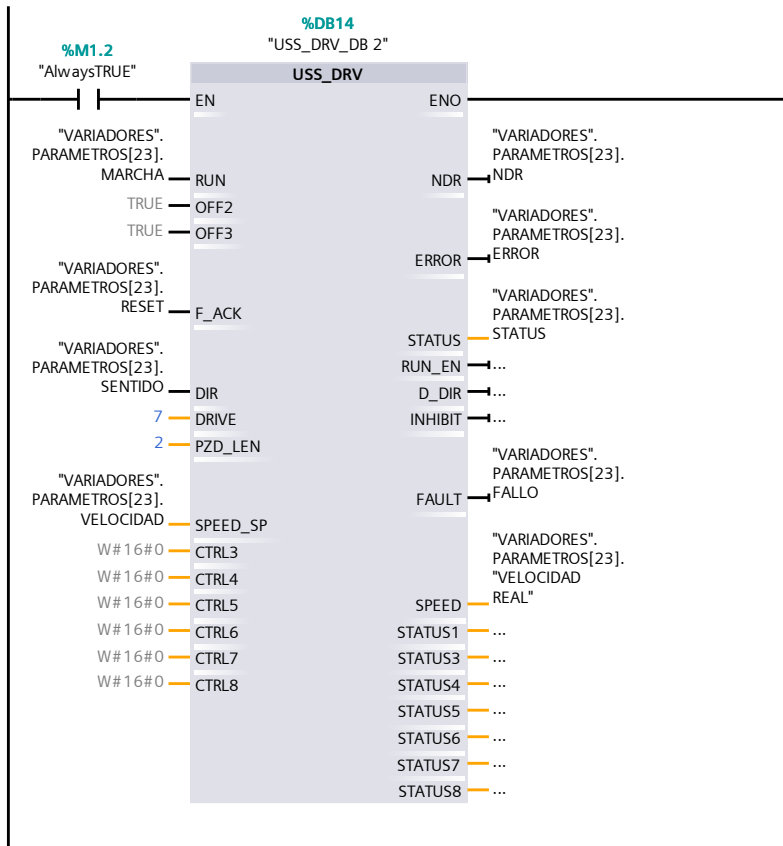 %DB14
"USS_DRV_DB 2"
%M1.2
"AlwaysTRUE"
USS_DRV
EN
ENO
"VARIADORES".
PARAMETROS[23].
MARCHA
RUN
"VARIADORES".
PARAMETROS[23].
NDR
NDR
TRUE
OFF2
TRUE
OFF3
"VARIADORES".
PARAMETROS[23].
ERROR
ERROR
"VARIADORES".
PARAMETROS[23].
RESET
F_ACK
"VARIADORES".
PARAMETROS[23].
STATUS
STATUS
"VARIADORES".
PARAMETROS[23].
SENTIDO
DIR
RUN_EN
...
D_DIR
...
7
DRIVE
INHIBIT
...
2
PZD_LEN
"VARIADORES".
PARAMETROS[23].
FALLO
FAULT
"VARIADORES".
PARAMETROS[23].
VELOCIDAD
SPEED_SP
W#16#0
CTRL3
W#16#0
CTRL4
W#16#0
CTRL5
"VARIADORES".
PARAMETROS[23].
"VELOCIDAD
REAL"
SPEED
W#16#0
CTRL6
STATUS1
...
W#16#0
CTRL7
STATUS3
...
W#16#0
CTRL8
STATUS4
...
STATUS5
...
STATUS6
...
STATUS7
...
STATUS8
...